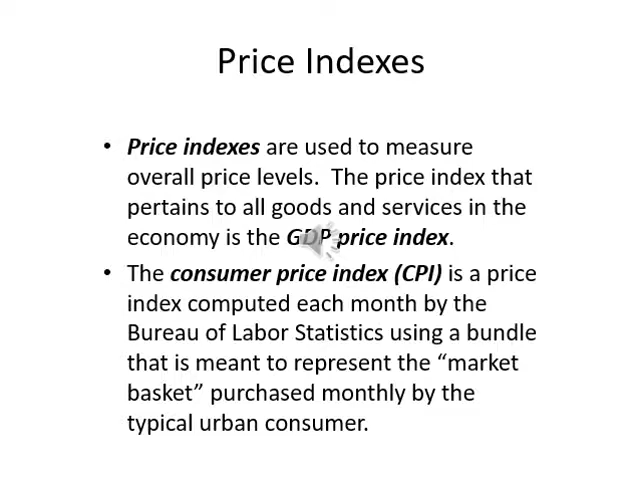 Price Indexes
• Price indexes are used to measure
overall price levels.  The price index that
pertains to all goods and services in the
economy is the GDP price index.
• The consumer price index (CPI) is a price
index computed each month by the
Bureau of Labor Statistics using a bundle
that is meant to represent the “market
basket” purchased monthly by the
typical urban consumer.